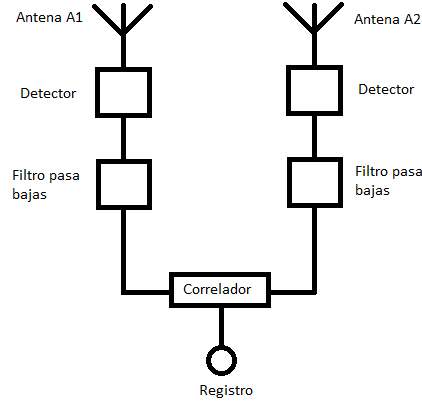 Antena A1
Antena A2
Detector
Detector
Filtro pasa
bajas
Filtro pasa
bajas
Correlador
Registro